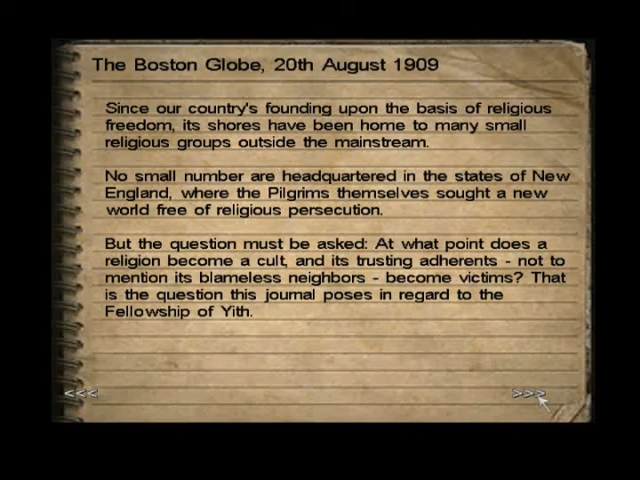 The Boston Globe, 20th August 1909
Since our country's founding upon the basis of religious
freedom, its shores have been home to many small
religious groups outside the mainstream.
No small number are headquartered in the states of New
England, where the Pilgrims themselves sought a new
world free of religious persecution.
But the question must be asked: At what point does a
religion become a cult, and its trusting adherents - not to
mention its blameless neighbors - become victims? That
is the question this journal poses in regard to the
Fellowship of Yith.
<<< >>>